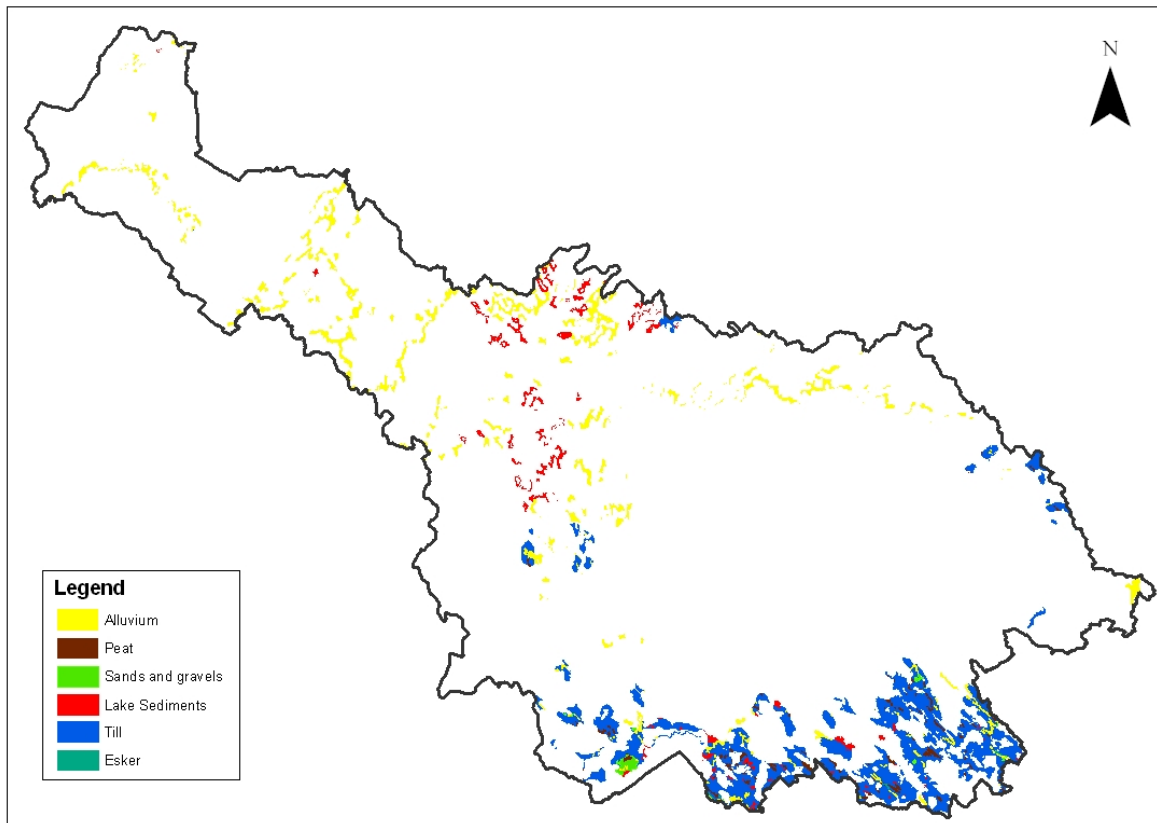 N
Legend
Alluvium
Peat
Sands and gravels
Lake Sediments
Till
Esker